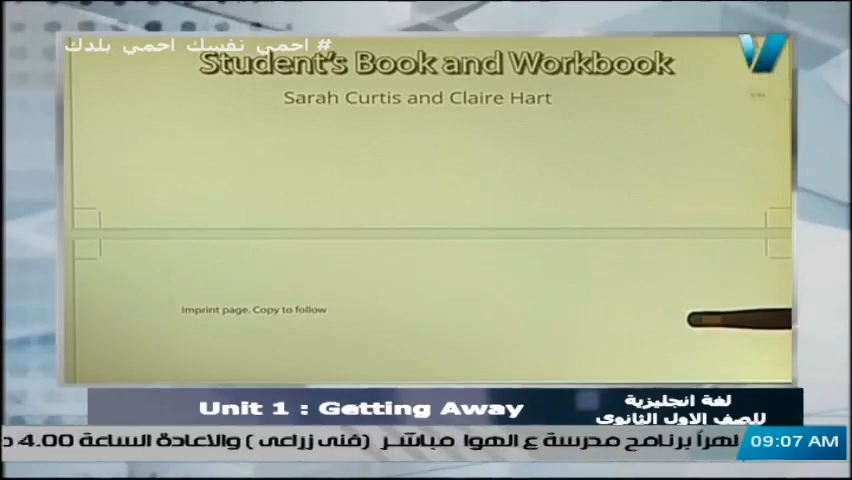 # احمي نفسك احمي بلدك
Student's Book and Workbook
Sarah Curtis and Claire Hart
Imprint page. Copy to follow
لغة انجليزية
للصف الاول الثانوى
Unit 1 : Getting Away
ظهراً برنامج مدرسة ع الهوا مباشر (فنى زراعى ) والاعادة الساعة 4.00
09:07 AM